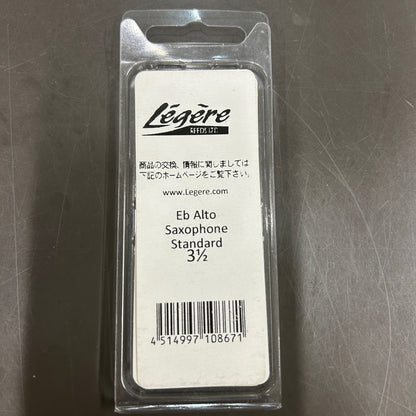 Légère
REEDS LTD
商品の交換、情報に関しましては
下記のホームページをご覧下さい。
www.Legere.com
Eb Alto
Saxophone
Standard
3½
4 514997 108671